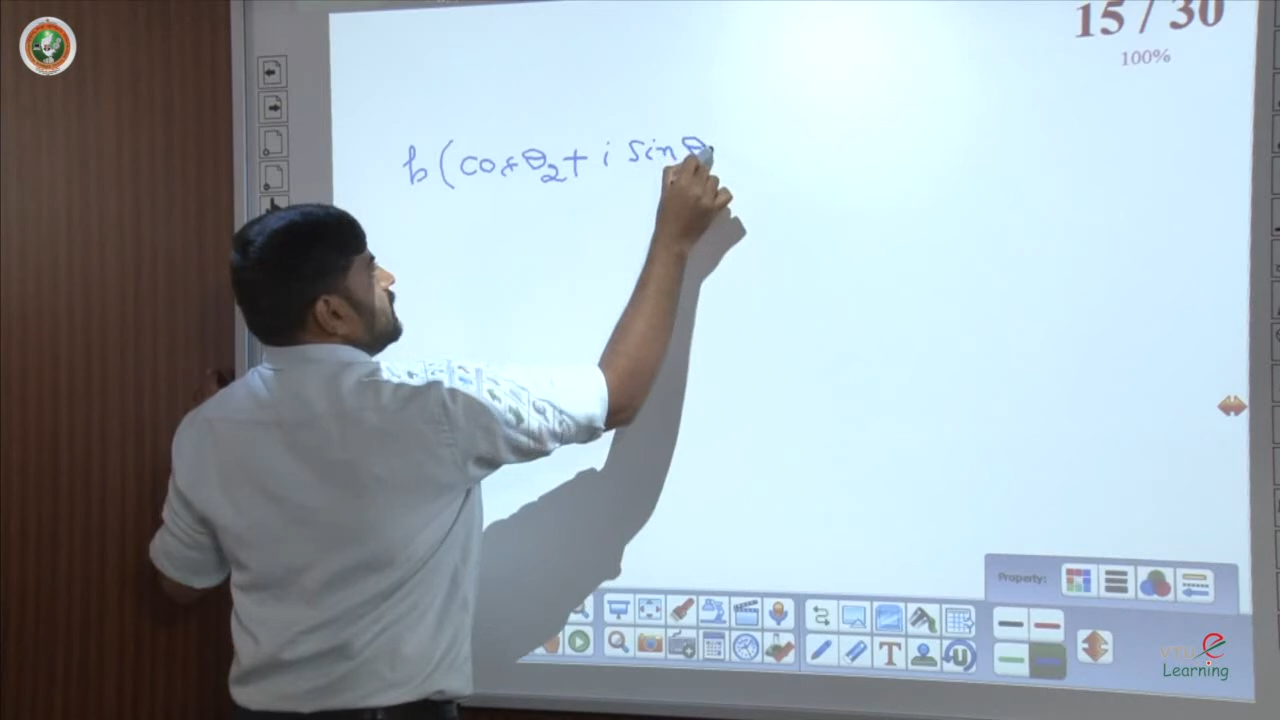 15 / 30
100%
b (cos θ₂ + i sin θ
Property:
T
VTU e
Learning